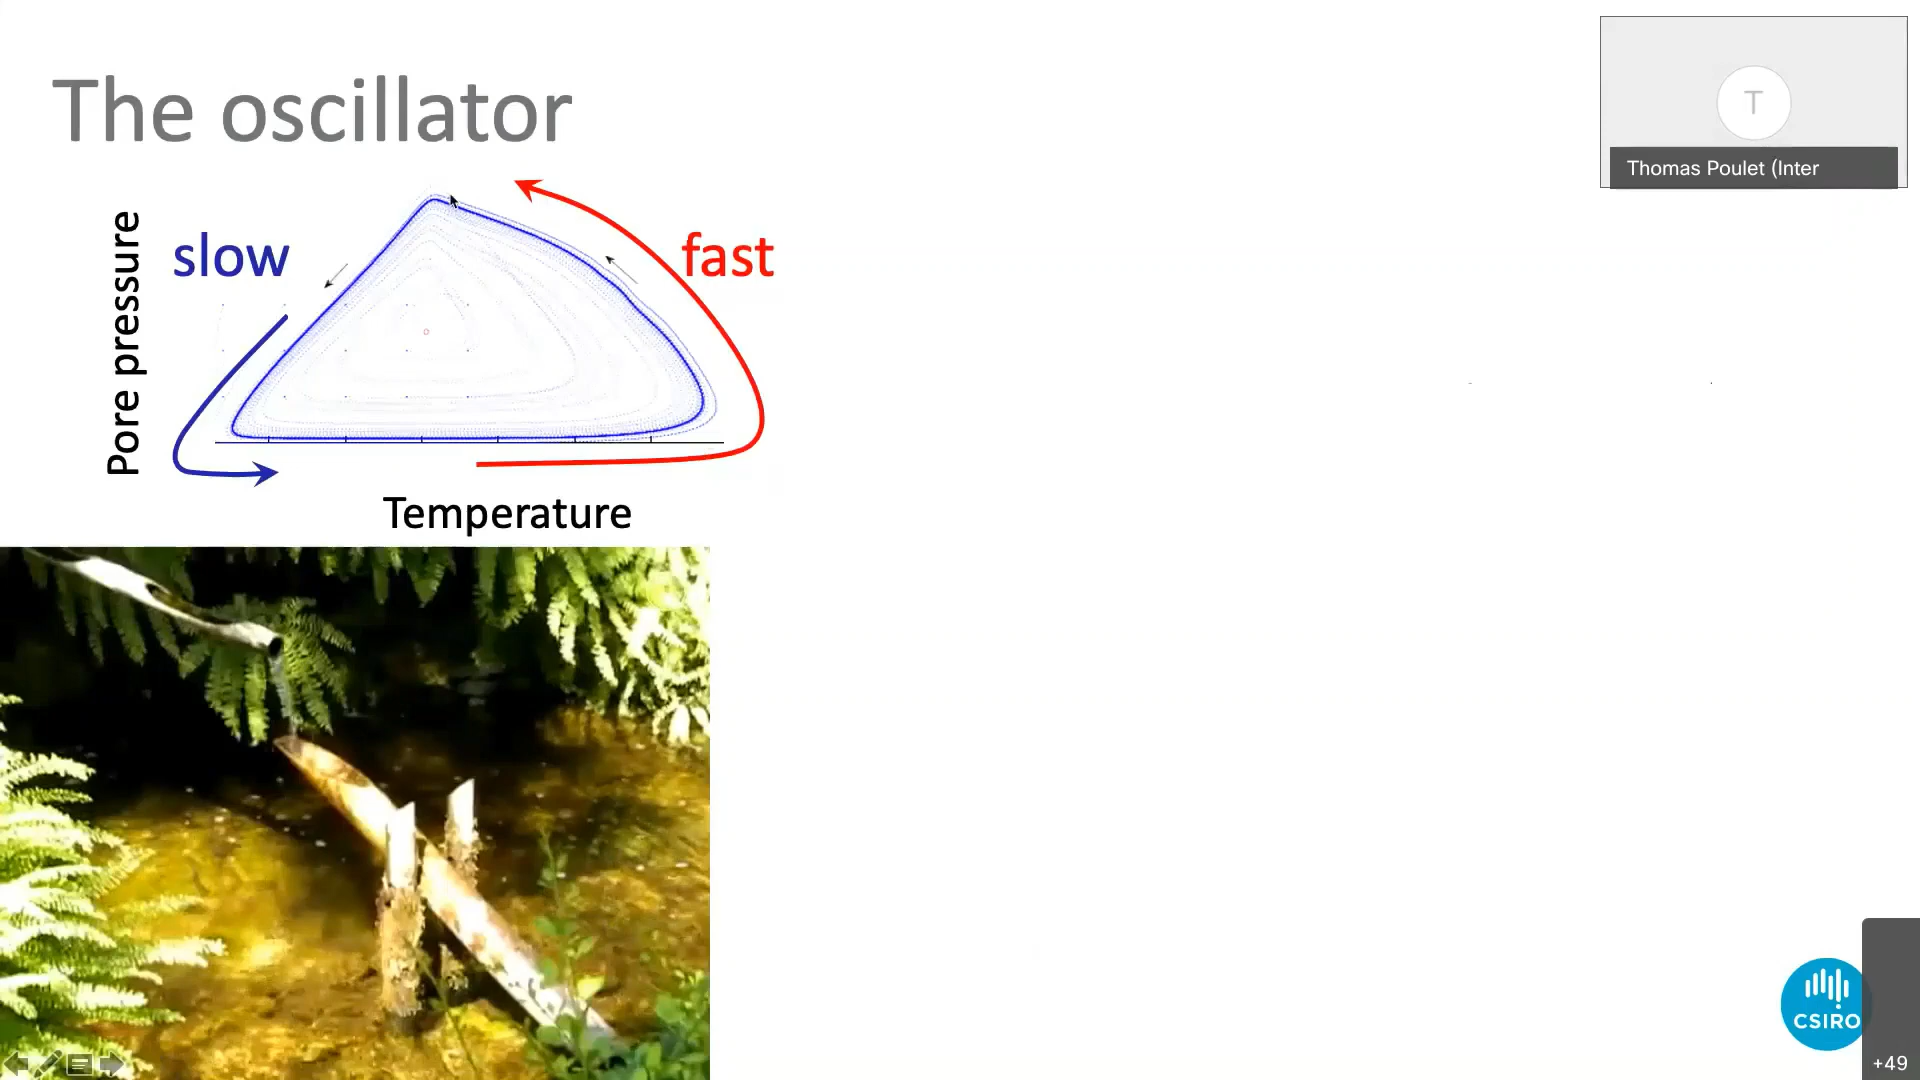 The oscillator
T
Thomas Poulet (Inter
slow
fast
Pore pressure
Temperature
CSIRO
+49